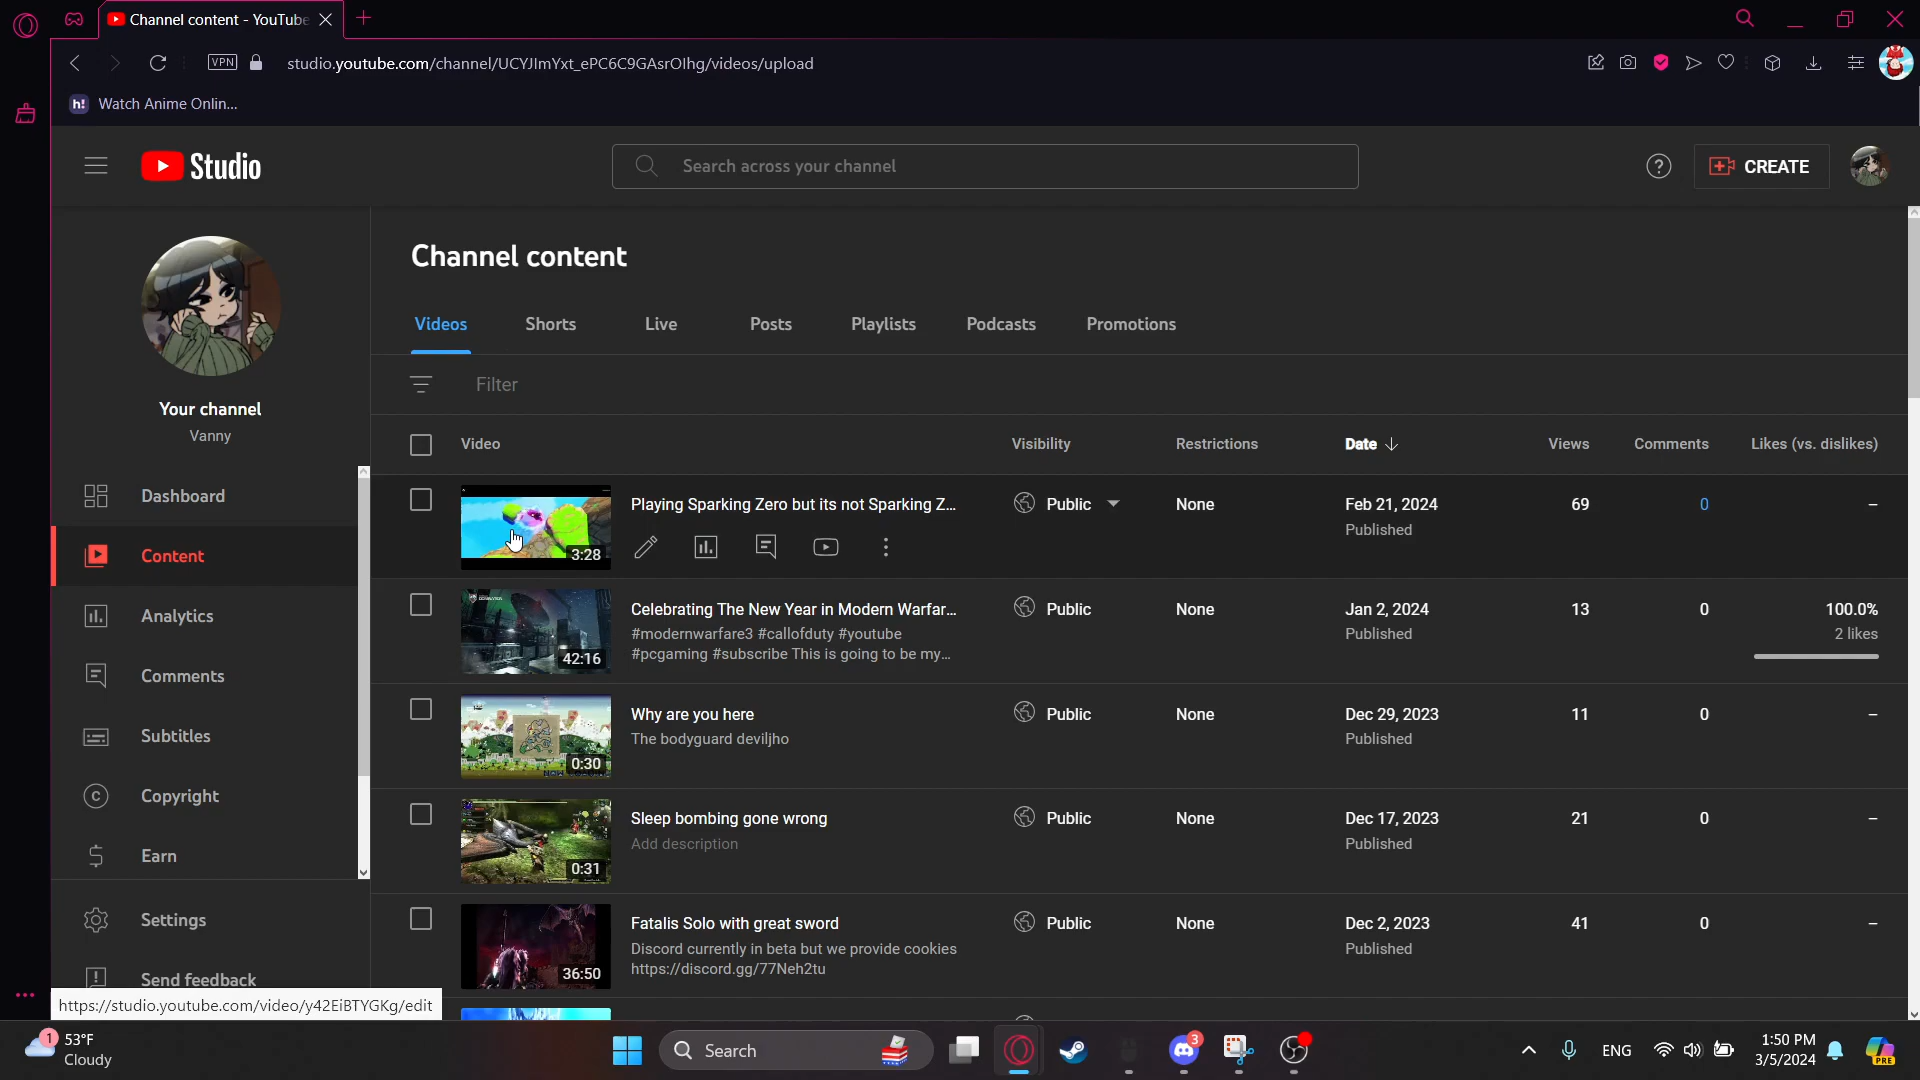 Channel content - YouTube
VPN
studio.youtube.com/channel/UCYJImYxt_ePC6C9GAsrOIhg/videos/upload
h! Watch Anime Onlin...
Studio
Search across your channel
CREATE
Your channel
Vanny
Dashboard
Content
Analytics
Comments
Subtitles
Copyright
Earn
Settings
Send feedback
https://studio.youtube.com/video/y42EiBTYGKg/edit
Channel content
Videos Shorts Live Posts Playlists Podcasts Promotions
Filter
Video Visibility Restrictions Date Views Comments Likes (vs. dislikes)
3:28
Playing Sparking Zero but its not Sparking Z... Public None Feb 21, 2024 69 0 –
Published
Celebrating The New Year in Modern Warfar... Public None Jan 2, 2024 13 0 100.0%
#modernwarfare3 #callofduty #youtube Published 2 likes
#pcgaming #subscribe This is going to be my...
42:16
Why are you here Public None Dec 29, 2023 11 0 –
The bodyguard deviljho Published
0:30
Sleep bombing gone wrong Public None Dec 17, 2023 21 0 –
Add description Published
0:31
Fatalis Solo with great sword Public None Dec 2, 2023 41 0 –
Discord currently in beta but we provide cookies Published
https://discord.gg/77Neh2tu
36:50
1 53°F
Cloudy
Search
3
ENG
1:50 PM
3/5/2024
PRE